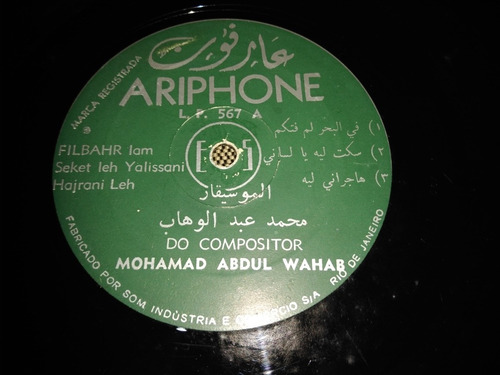 عارفون
ARIPHONE
MARCA REGISTRADA
L. P. 567 A
FILBAHR lam
Seket leh Yalissani
Hajrani Leh
١) في البحر لم فتكم
٢) سكت ليه يا لساني
٣) هاجراني ليه
الموسيقار
محمد عبد الوهاب
DO COMPOSITOR
MOHAMAD ABDUL WAHAB
FABRICADO POR SOM INDÚSTRIA E COMERCIO S/A RIO DE JANEIRO